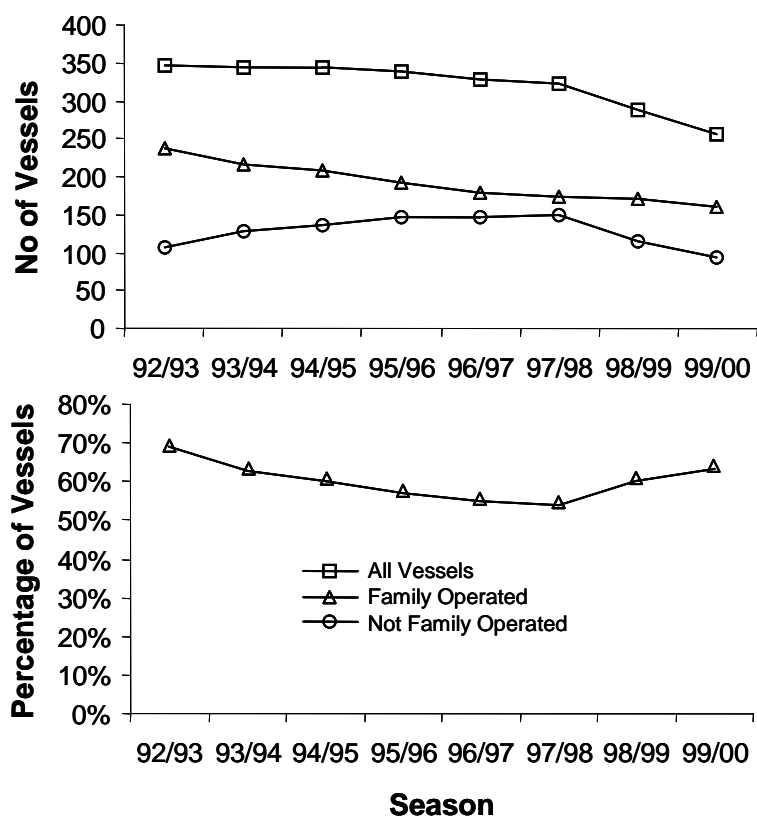 No of Vessels
400
350
300
250
200
150
100
50
0
92/93 93/94 94/95 95/96 96/97 97/98 98/99 99/00
Percentage of Vessels
80%
70%
60%
50%
40%
30%
20%
10%
0%
All Vessels
Family Operated
Not Family Operated
92/93 93/94 94/95 95/96 96/97 97/98 98/99 99/00
Season